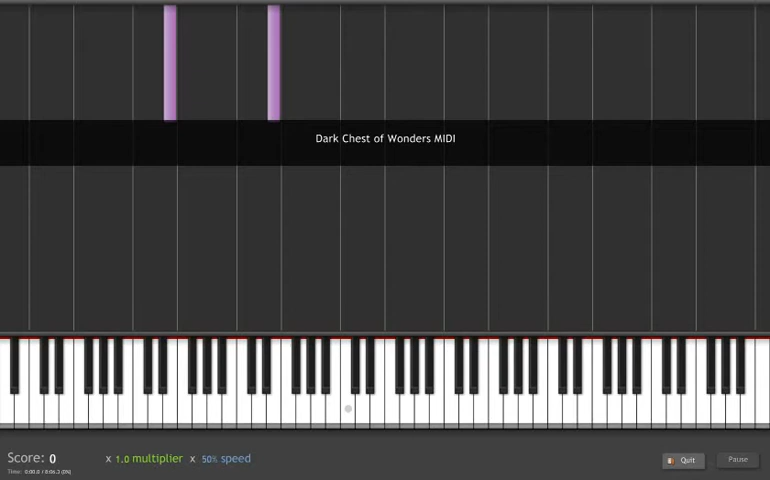 Dark Chest of Wonders MIDI
Score: 0 x 1.0 multiplier x 50% speed Quit Pause